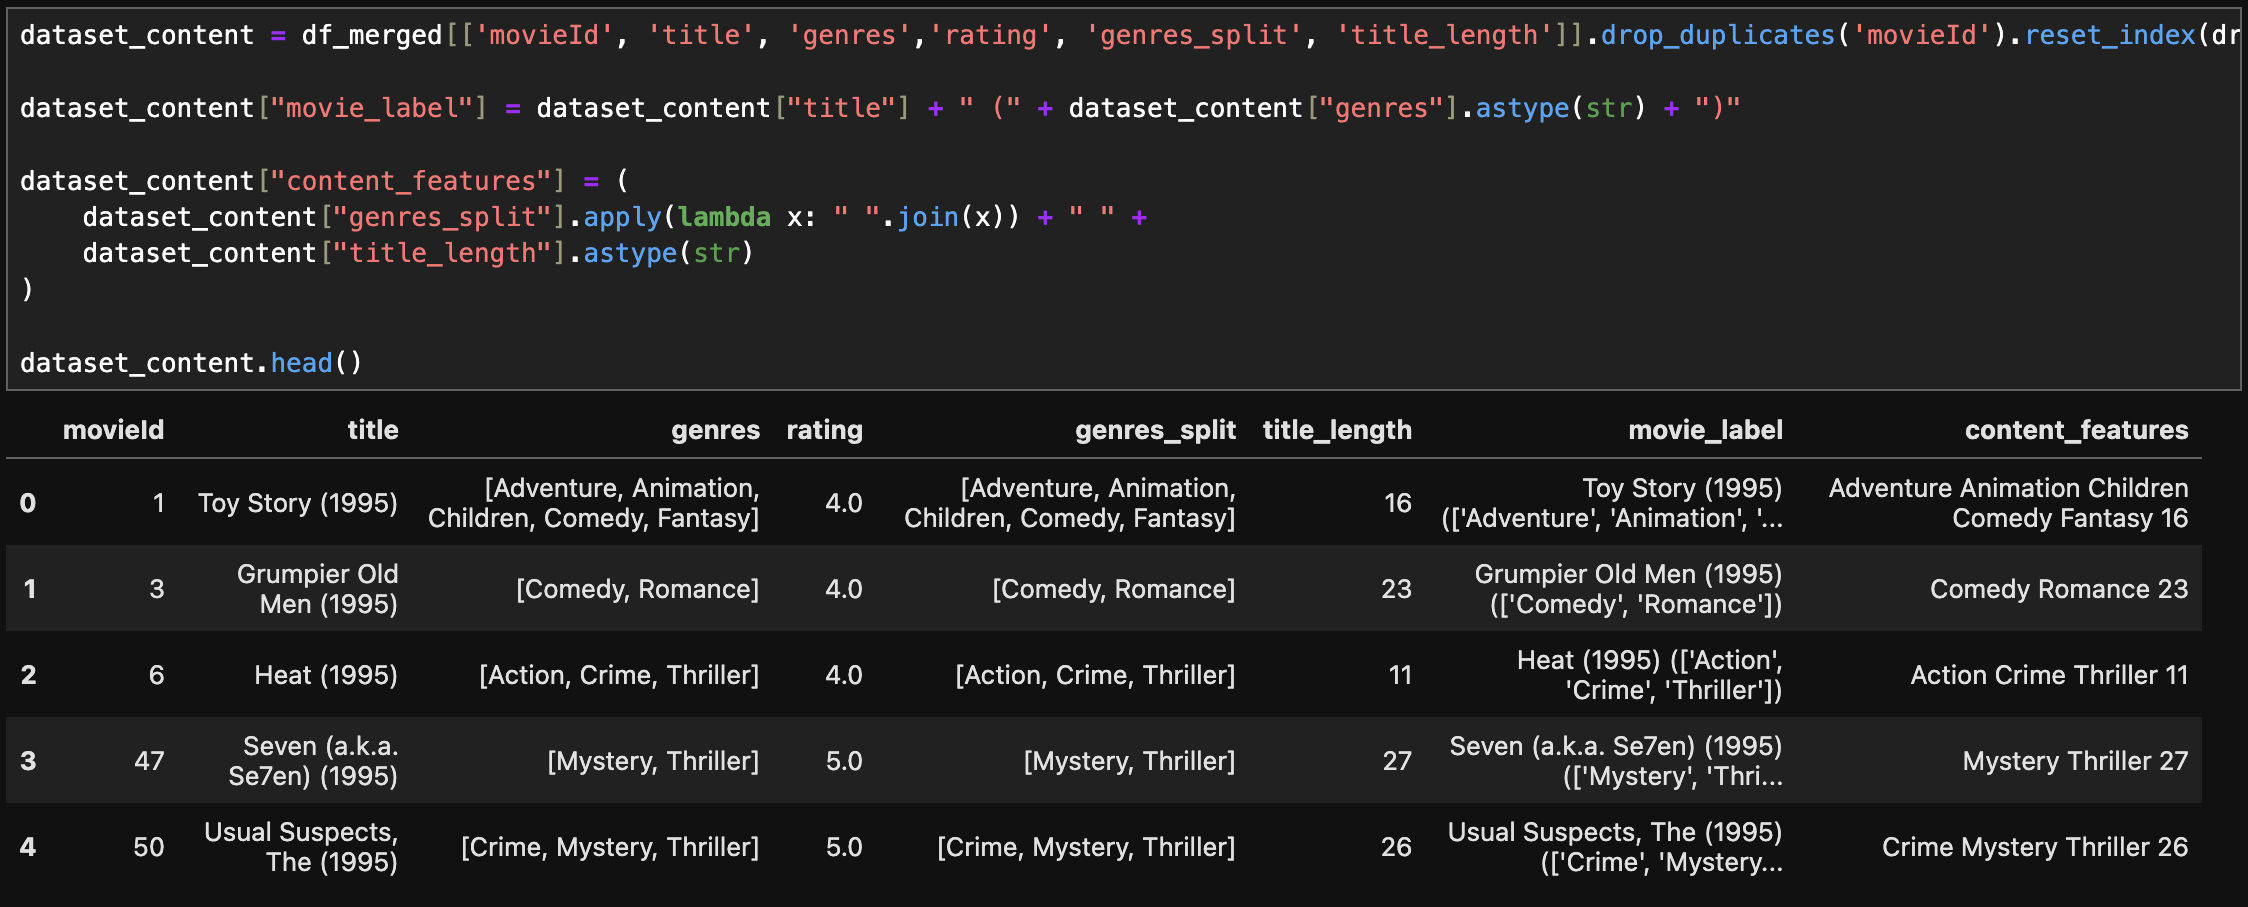 dataset_content = df_merged[['movieId', 'title', 'genres','rating', 'genres_split', 'title_length']].drop_duplicates('movieId').reset_index(dr
dataset_content["movie_label"] = dataset_content["title"] + " (" + dataset_content["genres"].astype(str) + ")"
dataset_content["content_features"] = (
    dataset_content["genres_split"].apply(lambda x: " ".join(x)) + " " +
    dataset_content["title_length"].astype(str)
)
dataset_content.head()
movieId title genres rating genres_split title_length movie_label content_features
0 1 Toy Story (1995) [Adventure, Animation, Children, Comedy, Fantasy] 4.0 [Adventure, Animation, Children, Comedy, Fantasy] 16 Toy Story (1995) (['Adventure', 'Animation', '... Adventure Animation Children Comedy Fantasy 16
1 3 Grumpier Old Men (1995) [Comedy, Romance] 4.0 [Comedy, Romance] 23 Grumpier Old Men (1995) (['Comedy', 'Romance']) Comedy Romance 23
2 6 Heat (1995) [Action, Crime, Thriller] 4.0 [Action, Crime, Thriller] 11 Heat (1995) (['Action', 'Crime', 'Thriller']) Action Crime Thriller 11
3 47 Seven (a.k.a. Se7en) (1995) [Mystery, Thriller] 5.0 [Mystery, Thriller] 27 Seven (a.k.a. Se7en) (1995) (['Mystery', 'Thri... Mystery Thriller 27
4 50 Usual Suspects, The (1995) [Crime, Mystery, Thriller] 5.0 [Crime, Mystery, Thriller] 26 Usual Suspects, The (1995) (['Crime', 'Mystery... Crime Mystery Thriller 26